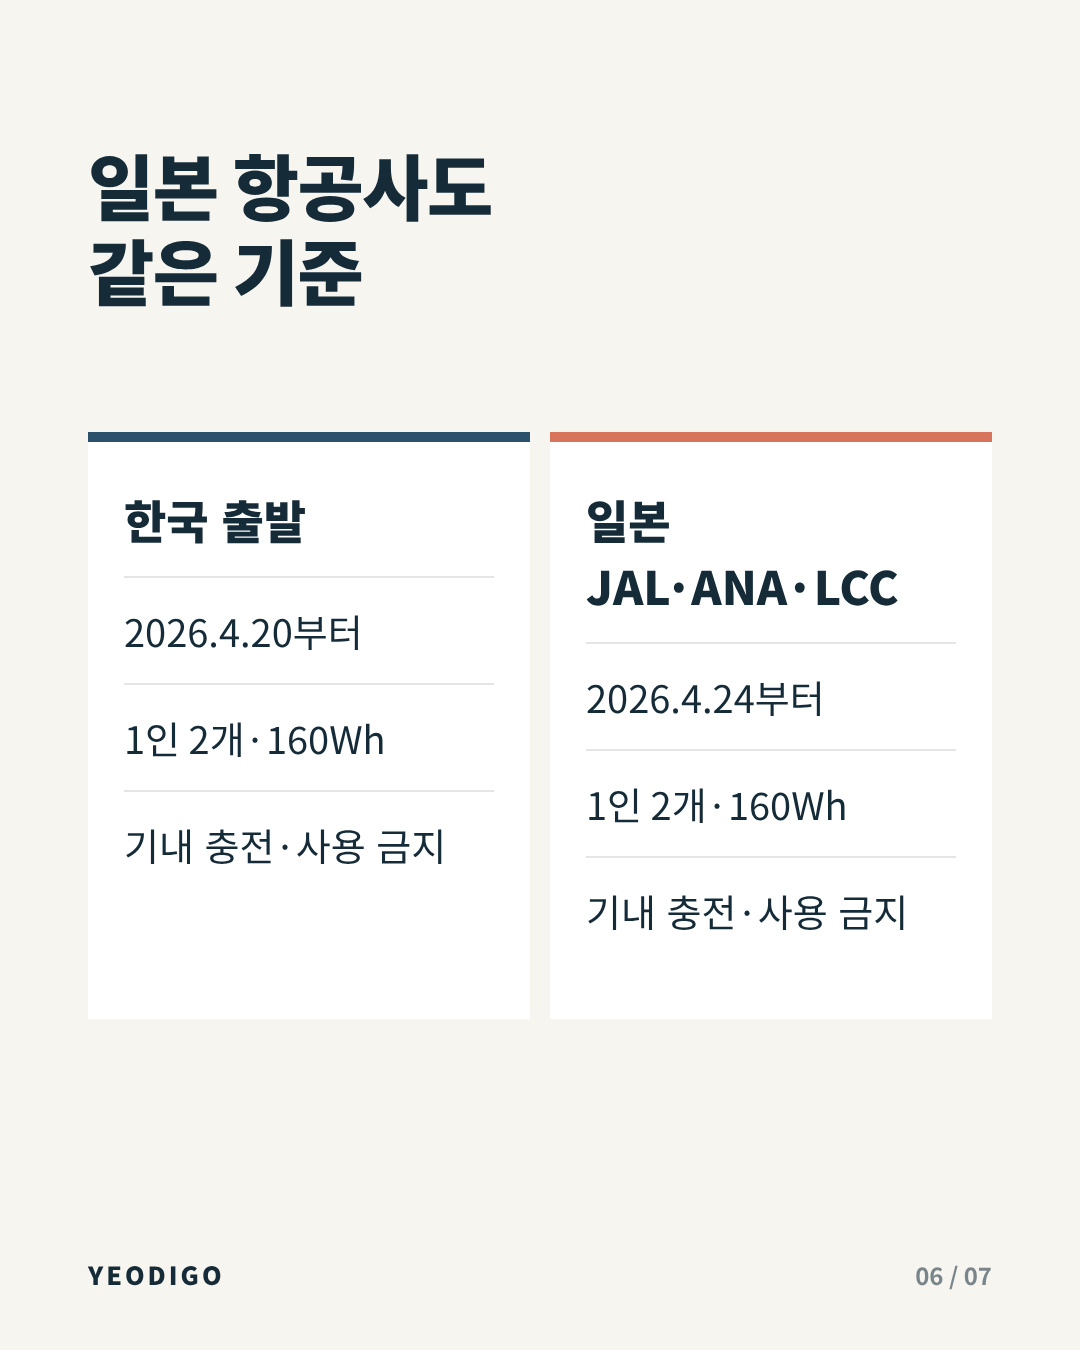 일본 항공사도
같은 기준
한국 출발
2026.4.20부터
1인 2개·160Wh
기내 충전·사용 금지
일본
JAL·ANA·LCC
2026.4.24부터
1인 2개·160Wh
기내 충전·사용 금지
YEODIGO
06 / 07